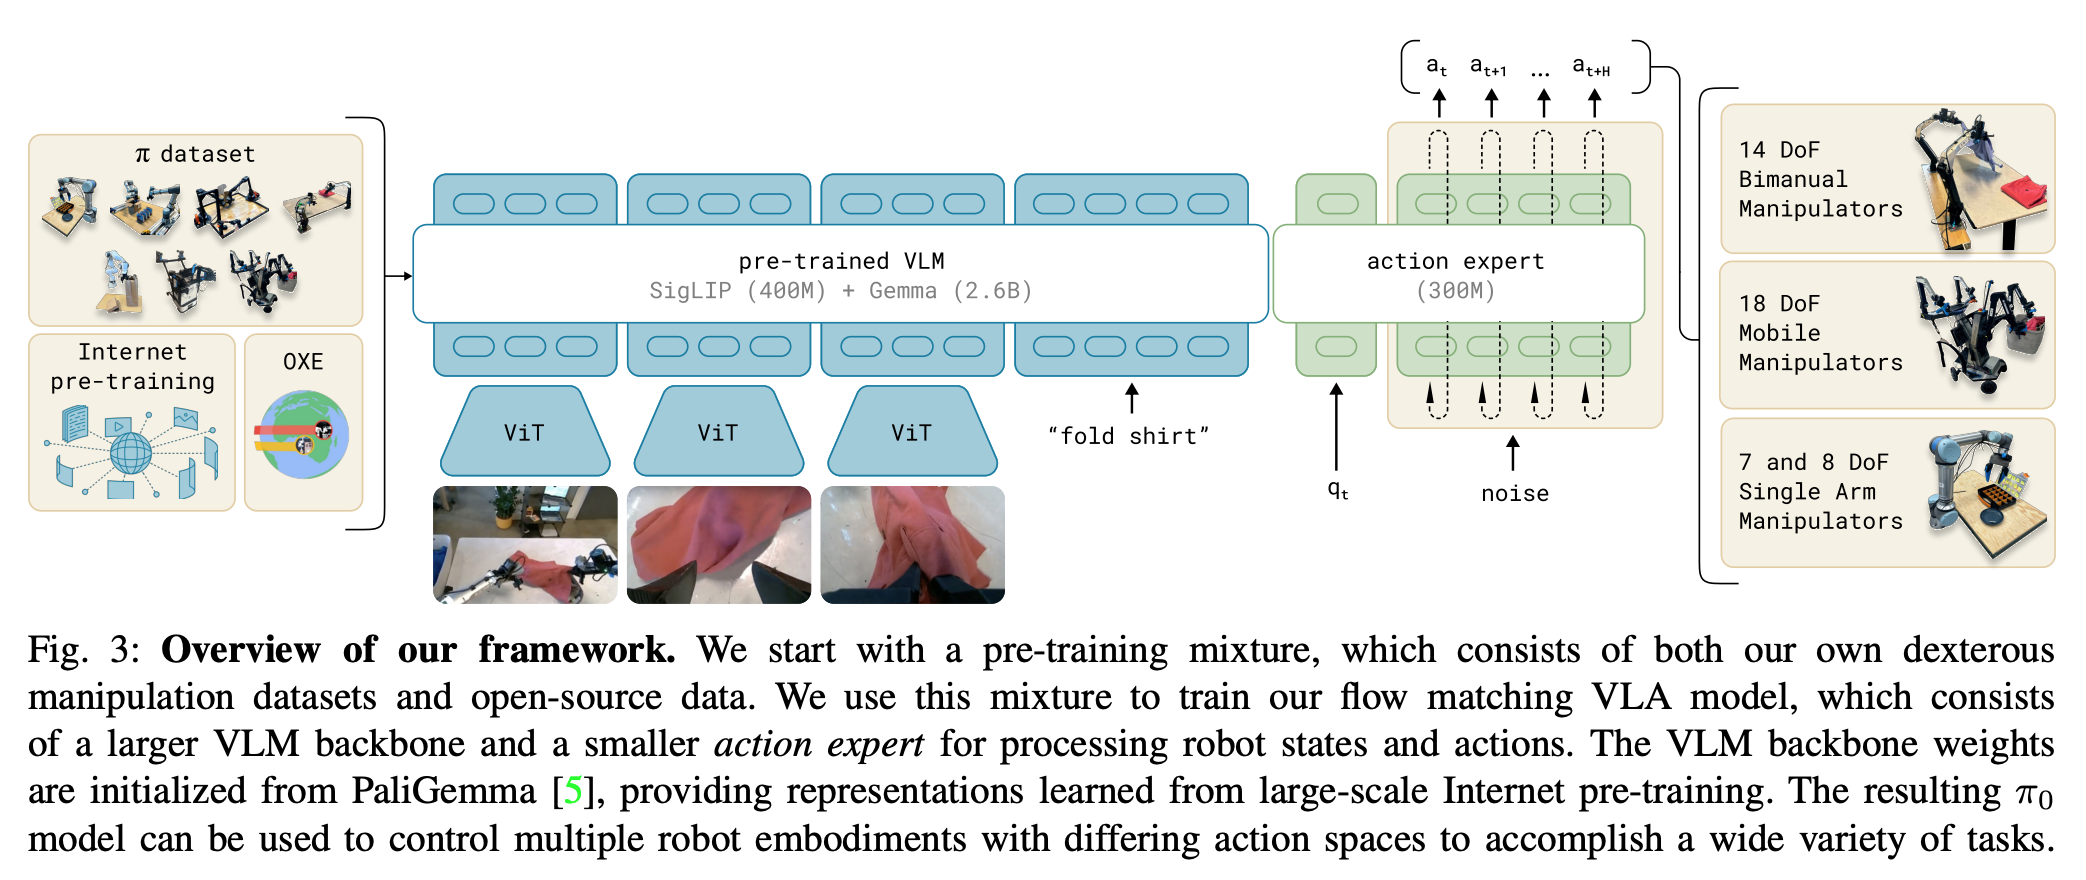 π dataset
Internet
pre-training
OXE
pre-trained VLM
SigLIP (400M) + Gemma (2.6B)
ViT
ViT
ViT
“fold shirt”
action expert
(300M)
qt
noise
at at+1 ... at+H
14 DoF
Bimanual
Manipulators
18 DoF
Mobile
Manipulators
7 and 8 DoF
Single Arm
Manipulators
Fig. 3: Overview of our framework. We start with a pre-training mixture, which consists of both our own dexterous
manipulation datasets and open-source data. We use this mixture to train our flow matching VLA model, which consists
of a larger VLM backbone and a smaller action expert for processing robot states and actions. The VLM backbone weights
are initialized from PaliGemma [5], providing representations learned from large-scale Internet pre-training. The resulting π0
model can be used to control multiple robot embodiments with differing action spaces to accomplish a wide variety of tasks.